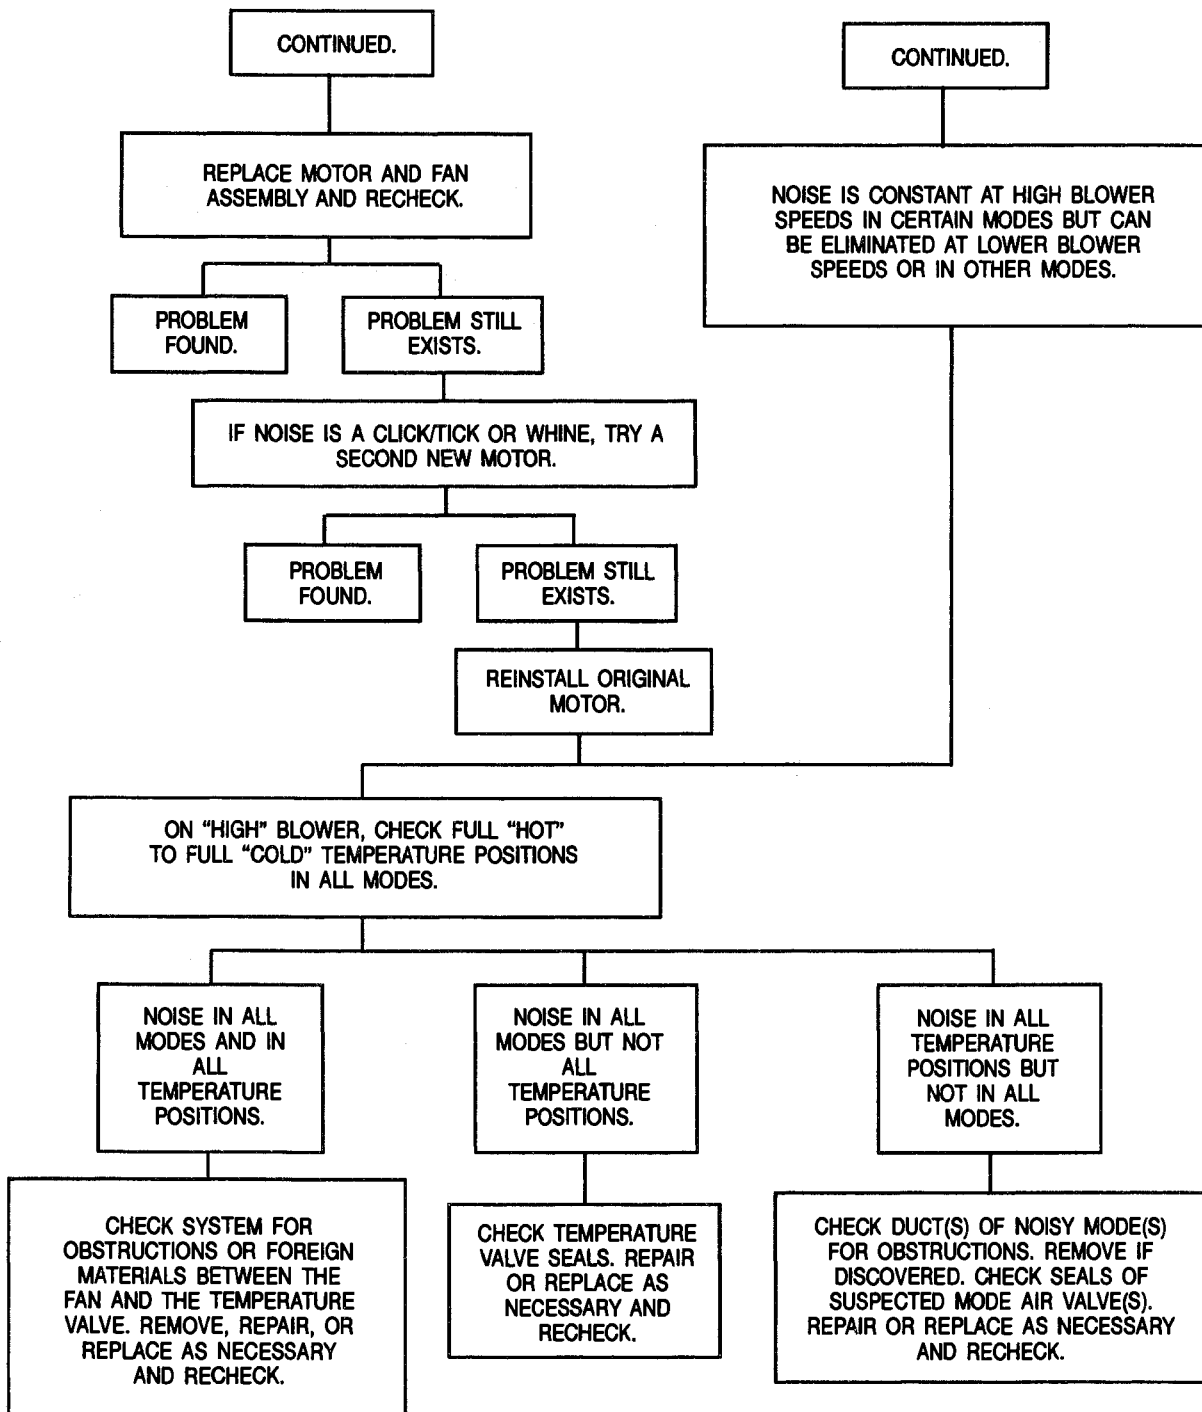 CONTINUED.
REPLACE MOTOR AND FAN
ASSEMBLY AND RECHECK.
PROBLEM
FOUND.
PROBLEM STILL
EXISTS.
IF NOISE IS A CLICK/TICK OR WHINE, TRY A
SECOND NEW MOTOR.
PROBLEM
FOUND.
PROBLEM STILL
EXISTS.
REINSTALL ORIGINAL
MOTOR.
CONTINUED.
NOISE IS CONSTANT AT HIGH BLOWER
SPEEDS IN CERTAIN MODES BUT CAN
BE ELIMINATED AT LOWER BLOWER
SPEEDS OR IN OTHER MODES.
ON “HIGH” BLOWER, CHECK FULL “HOT”
TO FULL “COLD” TEMPERATURE POSITIONS
IN ALL MODES.
NOISE IN ALL
MODES AND IN
ALL
TEMPERATURE
POSITIONS.
CHECK SYSTEM FOR
OBSTRUCTIONS OR FOREIGN
MATERIALS BETWEEN THE
FAN AND THE TEMPERATURE
VALVE. REMOVE, REPAIR, OR
REPLACE AS NECESSARY
AND RECHECK.
NOISE IN ALL
MODES BUT NOT
ALL
TEMPERATURE
POSITIONS.
CHECK TEMPERATURE
VALVE SEALS. REPAIR
OR REPLACE AS
NECESSARY AND
RECHECK.
NOISE IN ALL
TEMPERATURE
POSITIONS BUT
NOT IN ALL
MODES.
CHECK DUCT(S) OF NOISY MODE(S)
FOR OBSTRUCTIONS. REMOVE IF
DISCOVERED. CHECK SEALS OF
SUSPECTED MODE AIR VALVE(S).
REPAIR OR REPLACE AS NECESSARY
AND RECHECK.